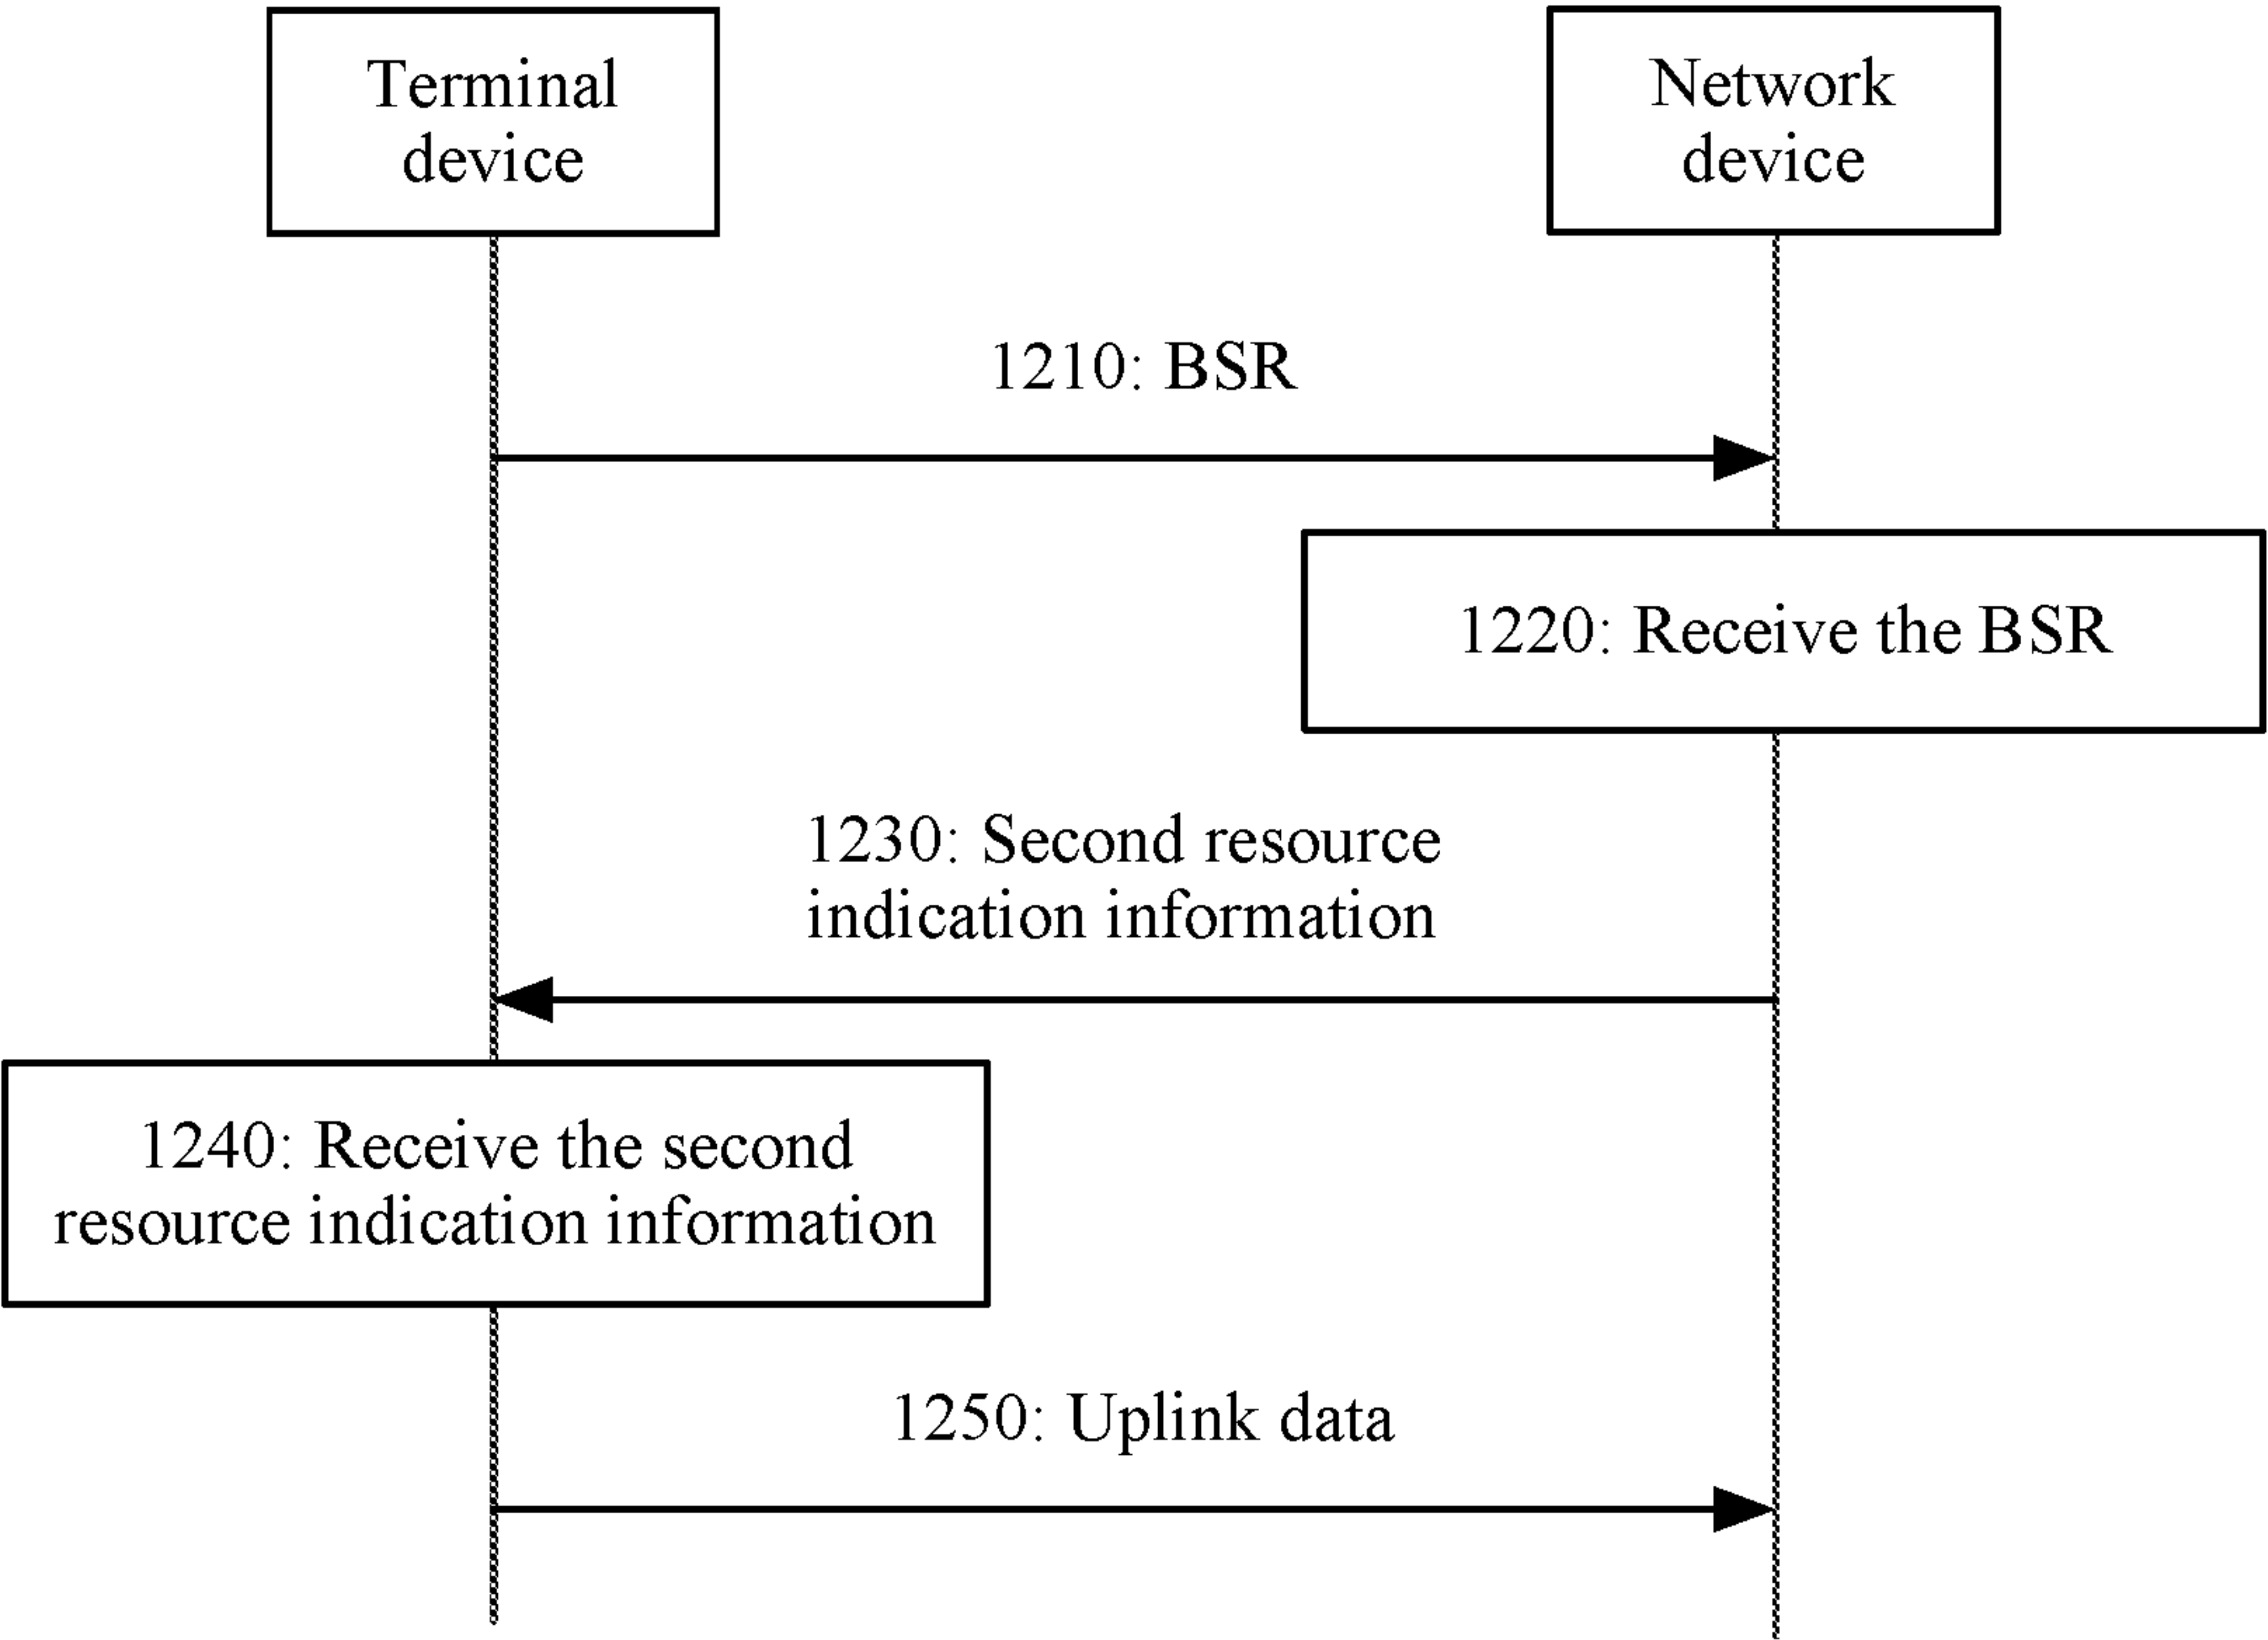 Terminal
device
Network
device
1210: BSR
1220: Receive the BSR
1230: Second resource
indication information
1240: Receive the second
resource indication information
1250: Uplink data